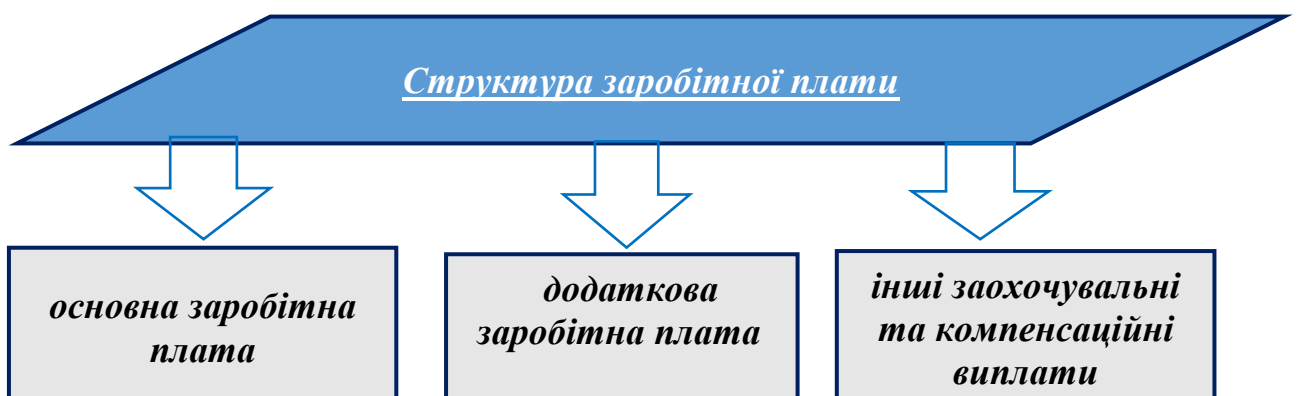 Структура заробітної плати
основна заробітна
плата
додаткова
заробітна плата
інші заохочувальні
та компенсаційні
виплати